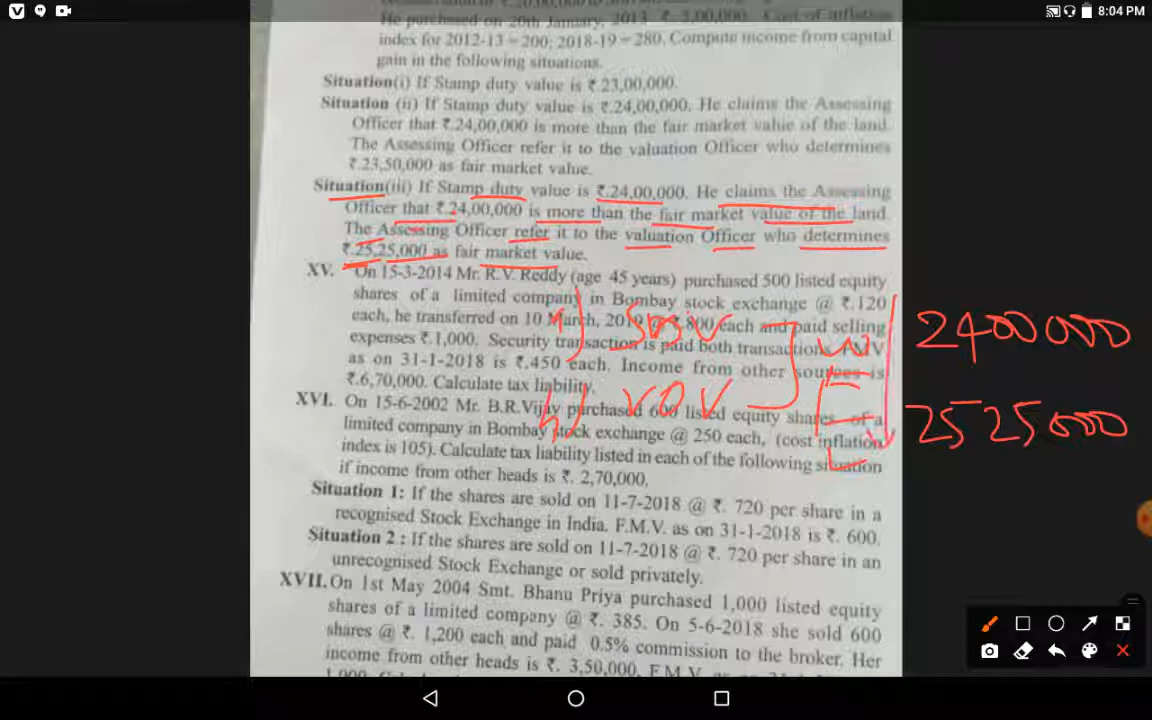 8:04 PM
He purchased on 20th January, 2013 ₹. 3,00,000. Cost of inflation
index for 2012-13 = 200; 2018-19 = 280. Compute income from capital
gain in the following situations.
Situation(i) If Stamp duty value is ₹.23,00,000.
Situation (ii) If Stamp duty value is ₹.24,00,000. He claims the Assessing
Officer that ₹.24,00,000 is more than the fair market value of the land.
The Assessing Officer refer it to the valuation Officer who determines
₹.23,50,000 as fair market value.
Situation(iii) If Stamp duty value is ₹.24,00,000. He claims the Assessing
Officer that ₹.24,00,000 is more than the fair market value of the land.
The Assessing Officer refer it to the valuation Officer who determines
₹.25,25,000 as fair market value.
XV. On 15-3-2014 Mr. R.V. Reddy (age 45 years) purchased 500 listed equity
shares of a limited company in Bombay stock exchange @ ₹.120
each, he transferred on 10 March, 2019 @ ₹.800 each and paid selling
expenses ₹.1,000. Security transaction is paid both transactions. FMV
as on 31-1-2018 is ₹.450 each. Income from other sources is
₹.6,70,000. Calculate tax liability.
a) SDV
b) VOV
W
E
L
2400000
2525000
XVI. On 15-6-2002 Mr. B.R.Vijay purchased 600 listed equity shares of a
limited company in Bombay stock exchange @ 250 each, (cost inflation
index is 105). Calculate tax liability listed in each of the following situation
if income from other heads is ₹. 2,70,000.
Situation 1: If the shares are sold on 11-7-2018 @ ₹. 720 per share in a
recognised Stock Exchange in India. F.M.V. as on 31-1-2018 is ₹. 600.
Situation 2 : If the shares are sold on 11-7-2018 @ ₹. 720 per share in an
unrecognised Stock Exchange or sold privately.
XVII. On 1st May 2004 Smt. Bhanu Priya purchased 1,000 listed equity
shares of a limited company @ ₹. 385. On 5-6-2018 she sold 600
shares @ ₹. 1,200 each and paid 0.5% commission to the broker. Her
income from other heads is ₹. 3,50,000. F.M.V.